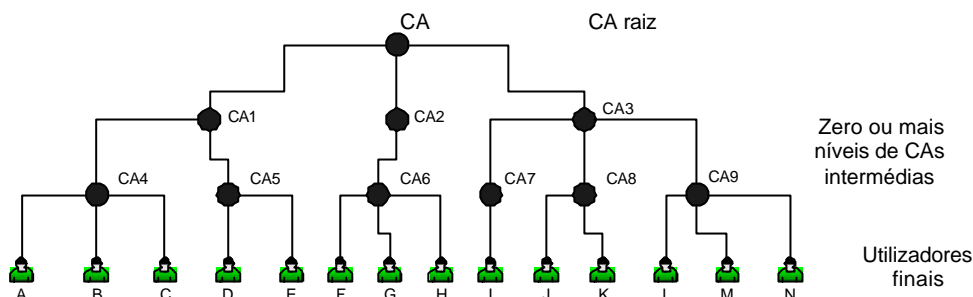 CA
CA raiz
CA1
CA2
CA3
Zero ou mais
níveis de CAs
intermédias
CA4
CA5
CA6
CA7
CA8
CA9
Utilizadores
finais
A B C D E F G H I J K L M N